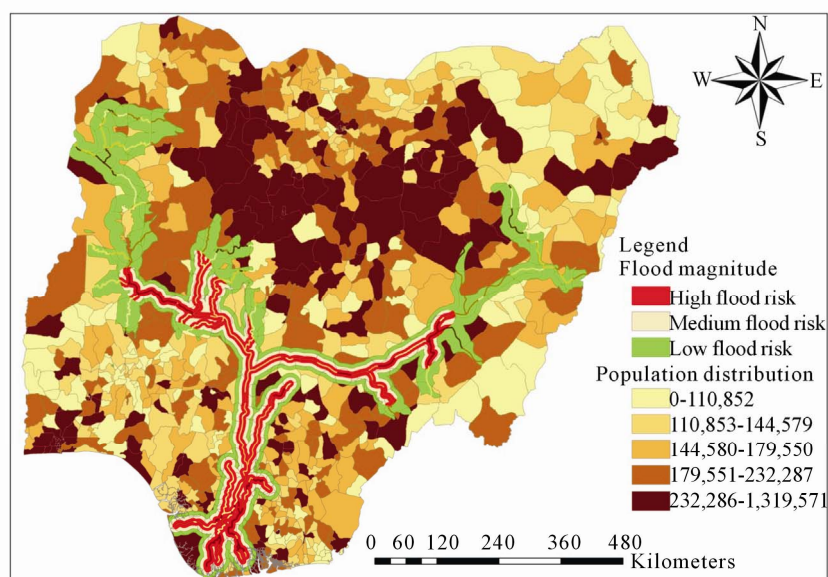 N
W E
S
Legend
Flood magnitude
High flood risk
Medium flood risk
Low flood risk
Population distribution
0-110,852
110,853-144,579
144,580-179,550
179,551-232,287
232,286-1,319,571
0 60 120 240 360 480
Kilometers